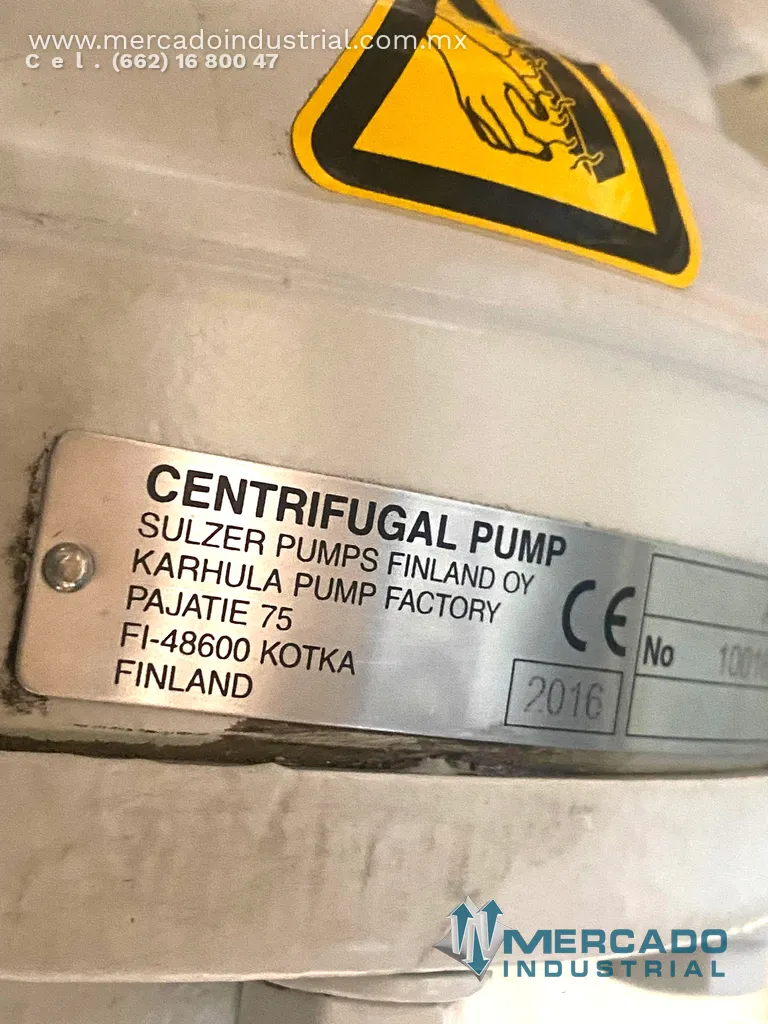 www.mercadoindustrial.com.mx
Cel. (662) 16 800 47
CENTRIFUGAL PUMP
SULZER PUMPS FINLAND OY
KARHULA PUMP FACTORY
PAJATIE 75
FI-48600 KOTKA
FINLAND
CE
2016
No
MERCADO
INDUSTRIAL